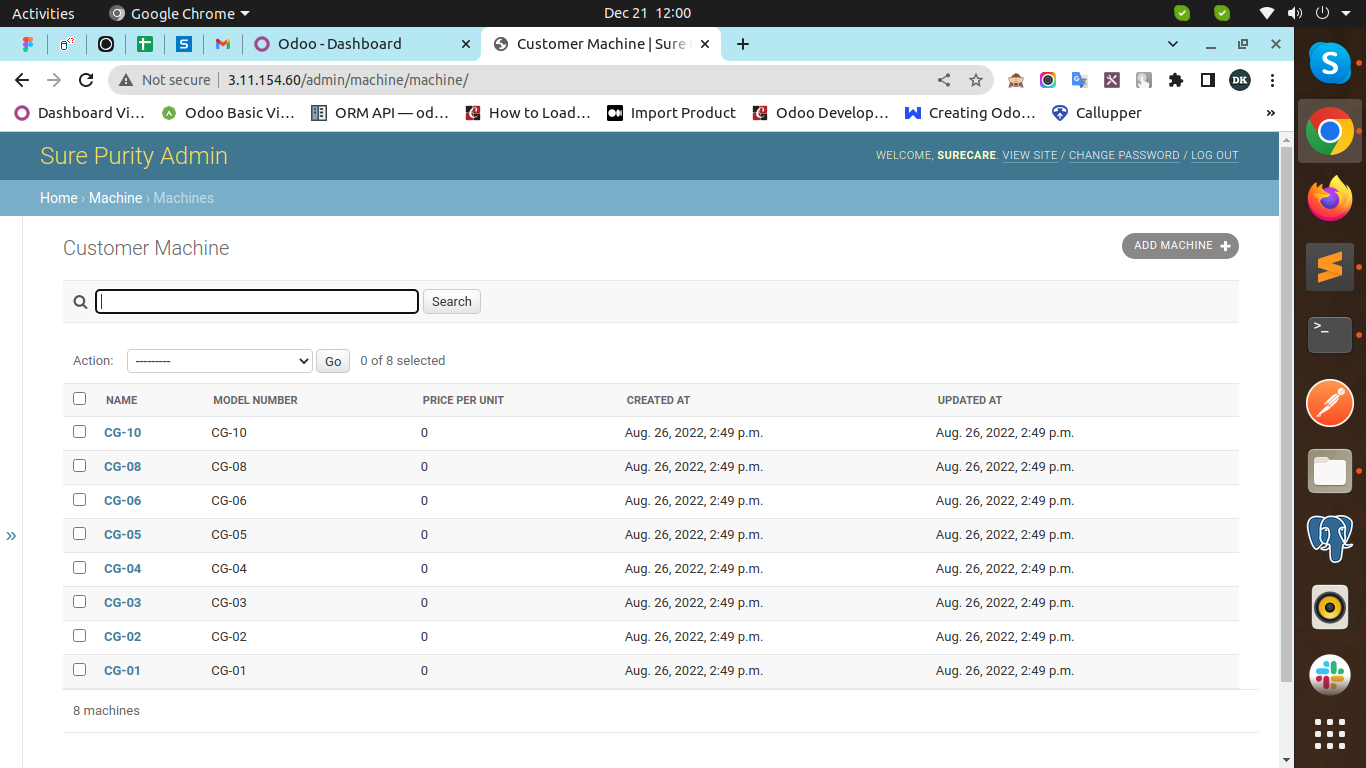 Activities Google Chrome Dec 21 12:00
Odoo - Dashboard Customer Machine | Sure
Not secure 3.11.154.60/admin/machine/machine/ DK
Dashboard Vi... Odoo Basic Vi... ORM API — od... How to Load... Import Product Odoo Develop... Creating Odoo... Callupper »
Sure Purity Admin WELCOME, SURECARE. VIEW SITE / CHANGE PASSWORD / LOG OUT
Home › Machine › Machines
Customer Machine ADD MACHINE +
Search
Action: --------- Go 0 of 8 selected
NAME MODEL NUMBER PRICE PER UNIT CREATED AT UPDATED AT
CG-10 CG-10 0 Aug. 26, 2022, 2:49 p.m. Aug. 26, 2022, 2:49 p.m.
CG-08 CG-08 0 Aug. 26, 2022, 2:49 p.m. Aug. 26, 2022, 2:49 p.m.
CG-06 CG-06 0 Aug. 26, 2022, 2:49 p.m. Aug. 26, 2022, 2:49 p.m.
CG-05 CG-05 0 Aug. 26, 2022, 2:49 p.m. Aug. 26, 2022, 2:49 p.m.
CG-04 CG-04 0 Aug. 26, 2022, 2:49 p.m. Aug. 26, 2022, 2:49 p.m.
CG-03 CG-03 0 Aug. 26, 2022, 2:49 p.m. Aug. 26, 2022, 2:49 p.m.
CG-02 CG-02 0 Aug. 26, 2022, 2:49 p.m. Aug. 26, 2022, 2:49 p.m.
CG-01 CG-01 0 Aug. 26, 2022, 2:49 p.m. Aug. 26, 2022, 2:49 p.m.
8 machines